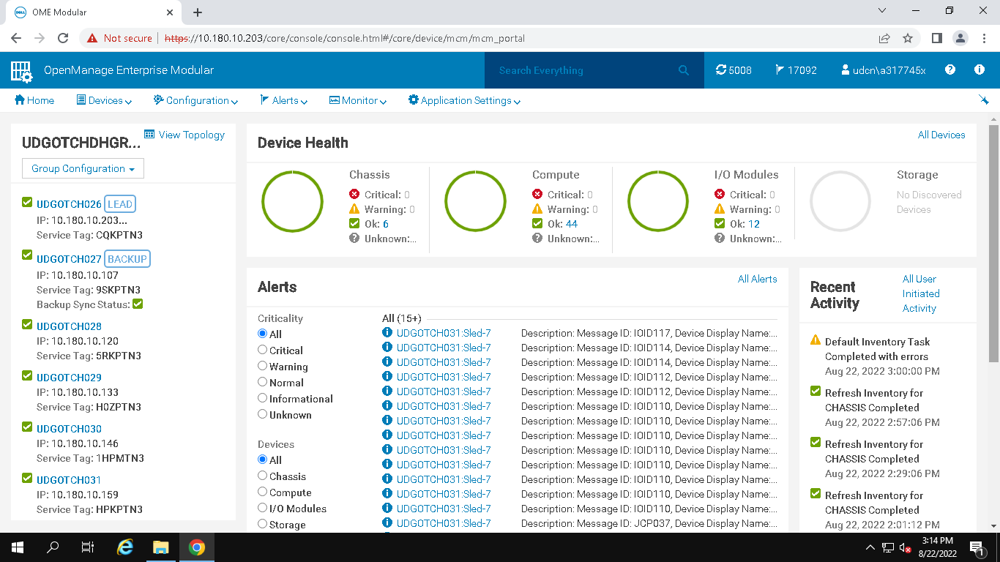 OME Modular
Not secure
https://10.180.10.203/core/console/console.html#/core/device/mcm/mcm_portal
OpenManage Enterprise Modular
Search Everything
5008
17092
udcn\a317745x
Home
Devices
Configuration
Alerts
Monitor
Application Settings
UDGOTCHDHGR...
View Topology
Group Configuration
UDGOTCH026 LEAD
IP: 10.180.10.203...
Service Tag: CQKPTN3
UDGOTCH027 BACKUP
IP: 10.180.10.107
Service Tag: 9SKPTN3
Backup Sync Status:
UDGOTCH028
IP: 10.180.10.120
Service Tag: 5RKPTN3
UDGOTCH029
IP: 10.180.10.133
Service Tag: H0ZPTN3
UDGOTCH030
IP: 10.180.10.146
Service Tag: 1HPMTN3
UDGOTCH031
IP: 10.180.10.159
Service Tag: HPKPTN3
Device Health
All Devices
Chassis
Critical: 0
Warning: 0
Ok: 6
Unknown:...
Compute
Critical: 0
Warning: 0
Ok: 44
Unknown:...
I/O Modules
Critical: 0
Warning: 0
Ok: 12
Unknown:...
Storage
No Discovered
Devices
Alerts
All Alerts
Criticality
All
Critical
Warning
Normal
Informational
Unknown
Devices
All
Chassis
Compute
I/O Modules
Storage
All (15+)
UDGOTCH031:Sled-7 Description: Message ID: IOID117, Device Display Name:...
UDGOTCH031:Sled-7 Description: Message ID: IOID114, Device Display Name:...
UDGOTCH031:Sled-7 Description: Message ID: IOID114, Device Display Name:...
UDGOTCH031:Sled-7 Description: Message ID: IOID112, Device Display Name:...
UDGOTCH031:Sled-7 Description: Message ID: IOID112, Device Display Name:...
UDGOTCH031:Sled-7 Description: Message ID: IOID110, Device Display Name:...
UDGOTCH031:Sled-7 Description: Message ID: IOID110, Device Display Name:...
UDGOTCH031:Sled-7 Description: Message ID: IOID110, Device Display Name:...
UDGOTCH031:Sled-7 Description: Message ID: IOID110, Device Display Name:...
UDGOTCH031:Sled-7 Description: Message ID: IOID110, Device Display Name:...
UDGOTCH031:Sled-7 Description: Message ID: IOID110, Device Display Name:...
UDGOTCH031:Sled-7 Description: Message ID: IOID110, Device Display Name:...
UDGOTCH031:Sled-7 Description: Message ID: IOID110, Device Display Name:...
UDGOTCH031:Sled-7 Description: Message ID: JCP037, Device Display Name:...
Recent
Activity
All User
Initiated
Activity
Default Inventory Task
Completed with errors
Aug 22, 2022 3:00:00 PM
Refresh Inventory for
CHASSIS Completed
Aug 22, 2022 2:57:06 PM
Refresh Inventory for
CHASSIS Completed
Aug 22, 2022 2:29:06 PM
Refresh Inventory for
CHASSIS Completed
Aug 22, 2022 2:01:12 PM
3:14 PM
8/22/2022
1